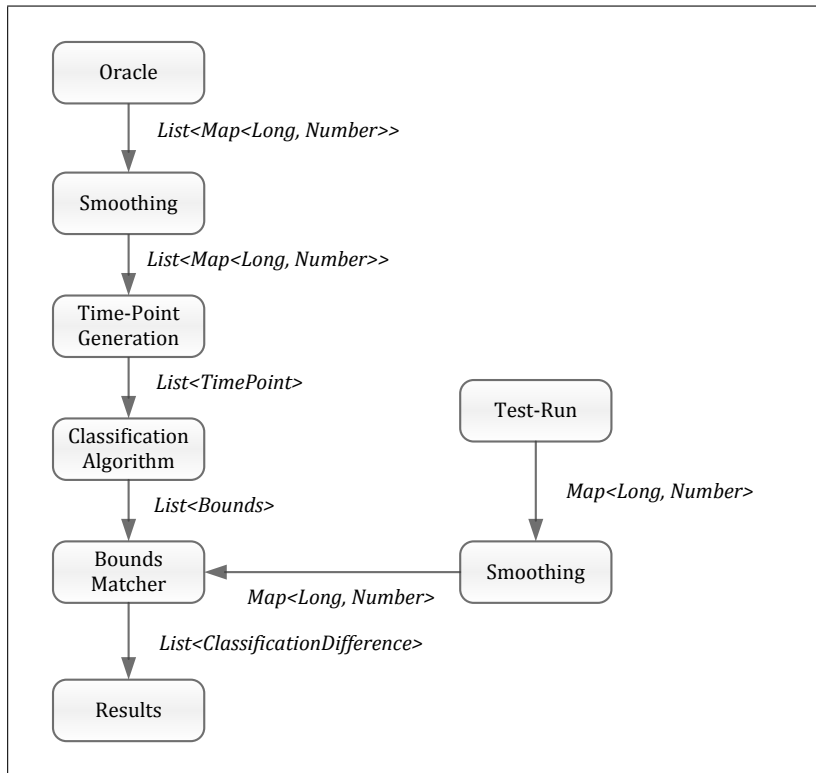 Oracle
List<Map<Long, Number>>
Smoothing
List<Map<Long, Number>>
Time-Point
Generation
List<TimePoint>
Classification
Algorithm
List<Bounds>
Bounds
Matcher
List<ClassificationDifference>
Results
Test-Run
Map<Long, Number>
Smoothing
Map<Long, Number>